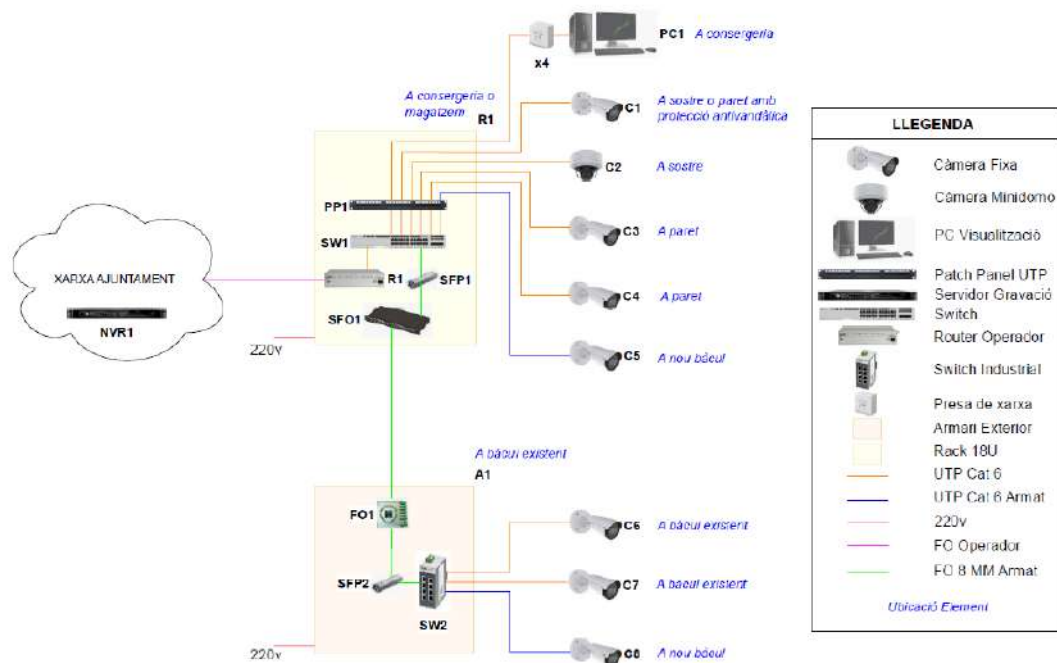 PC1 A consergeria
x4
A consergeria o
magatzem
R1
C1 A sostre o paret amb
protecció antivandàlica
C2 A sostre
PP1
C3 A paret
SW1
XARXA AJUNTAMENT
R1 SFP1
NVR1
SFO1
C4 A paret
220v
C5 A nou bàcul
A bàcul existent
A1
FO1
C6 A bàcul existent
SFP2
C7 A bàcul existent
SW2
220v
C8 A nou bàcul
LLEGENDA
Càmera Fixa
Càmera Minidomo
PC Visualització
Patch Panel UTP
Servidor Gravació
Switch
Router Operador
Switch Industrial
Presa de xarxa
Armari Exterior
Rack 18U
UTP Cat 6
UTP Cat 6 Armat
220v
FO Operador
FO 8 MM Armat
Ubicació Element